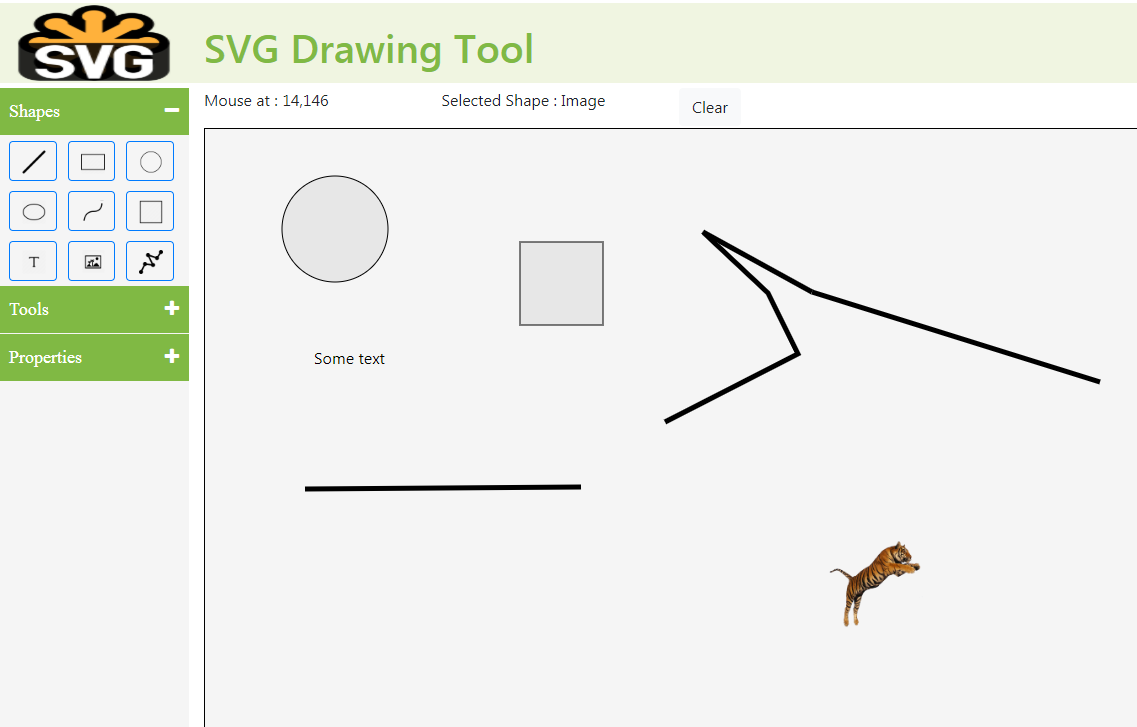 SVG
SVG Drawing Tool
Shapes
Mouse at : 14,146
Selected Shape : Image
Clear
T
Tools
Properties
Some text